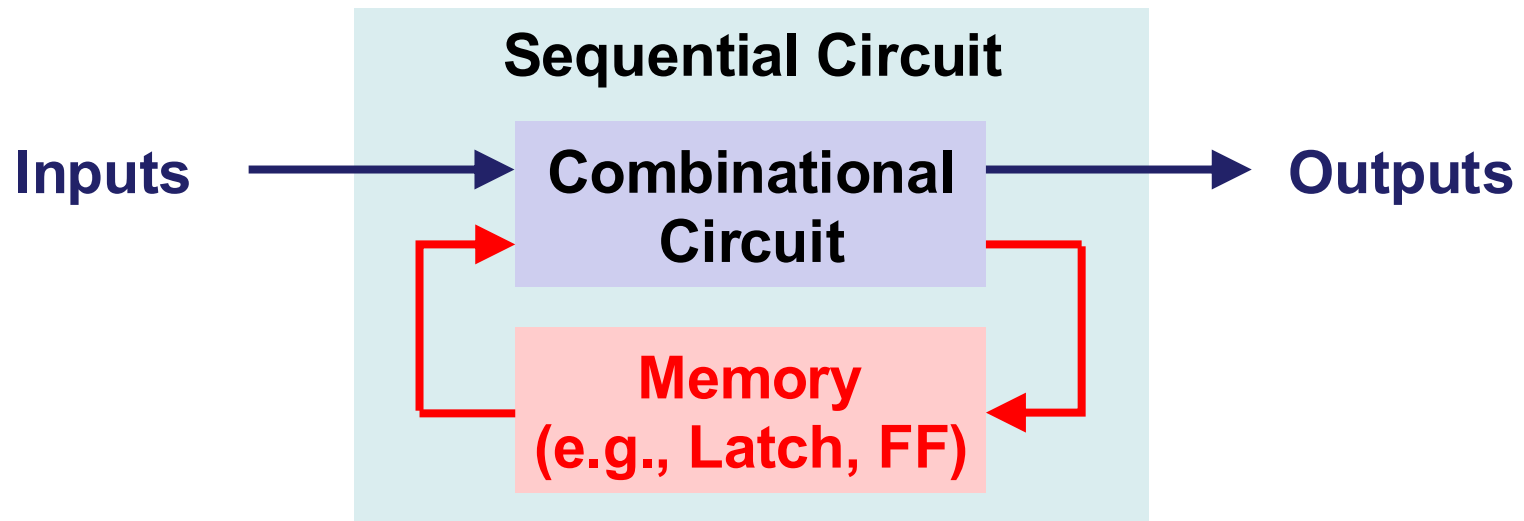 Sequential Circuit
Inputs
Combinational
Circuit
Outputs
Memory
(e.g., Latch, FF)